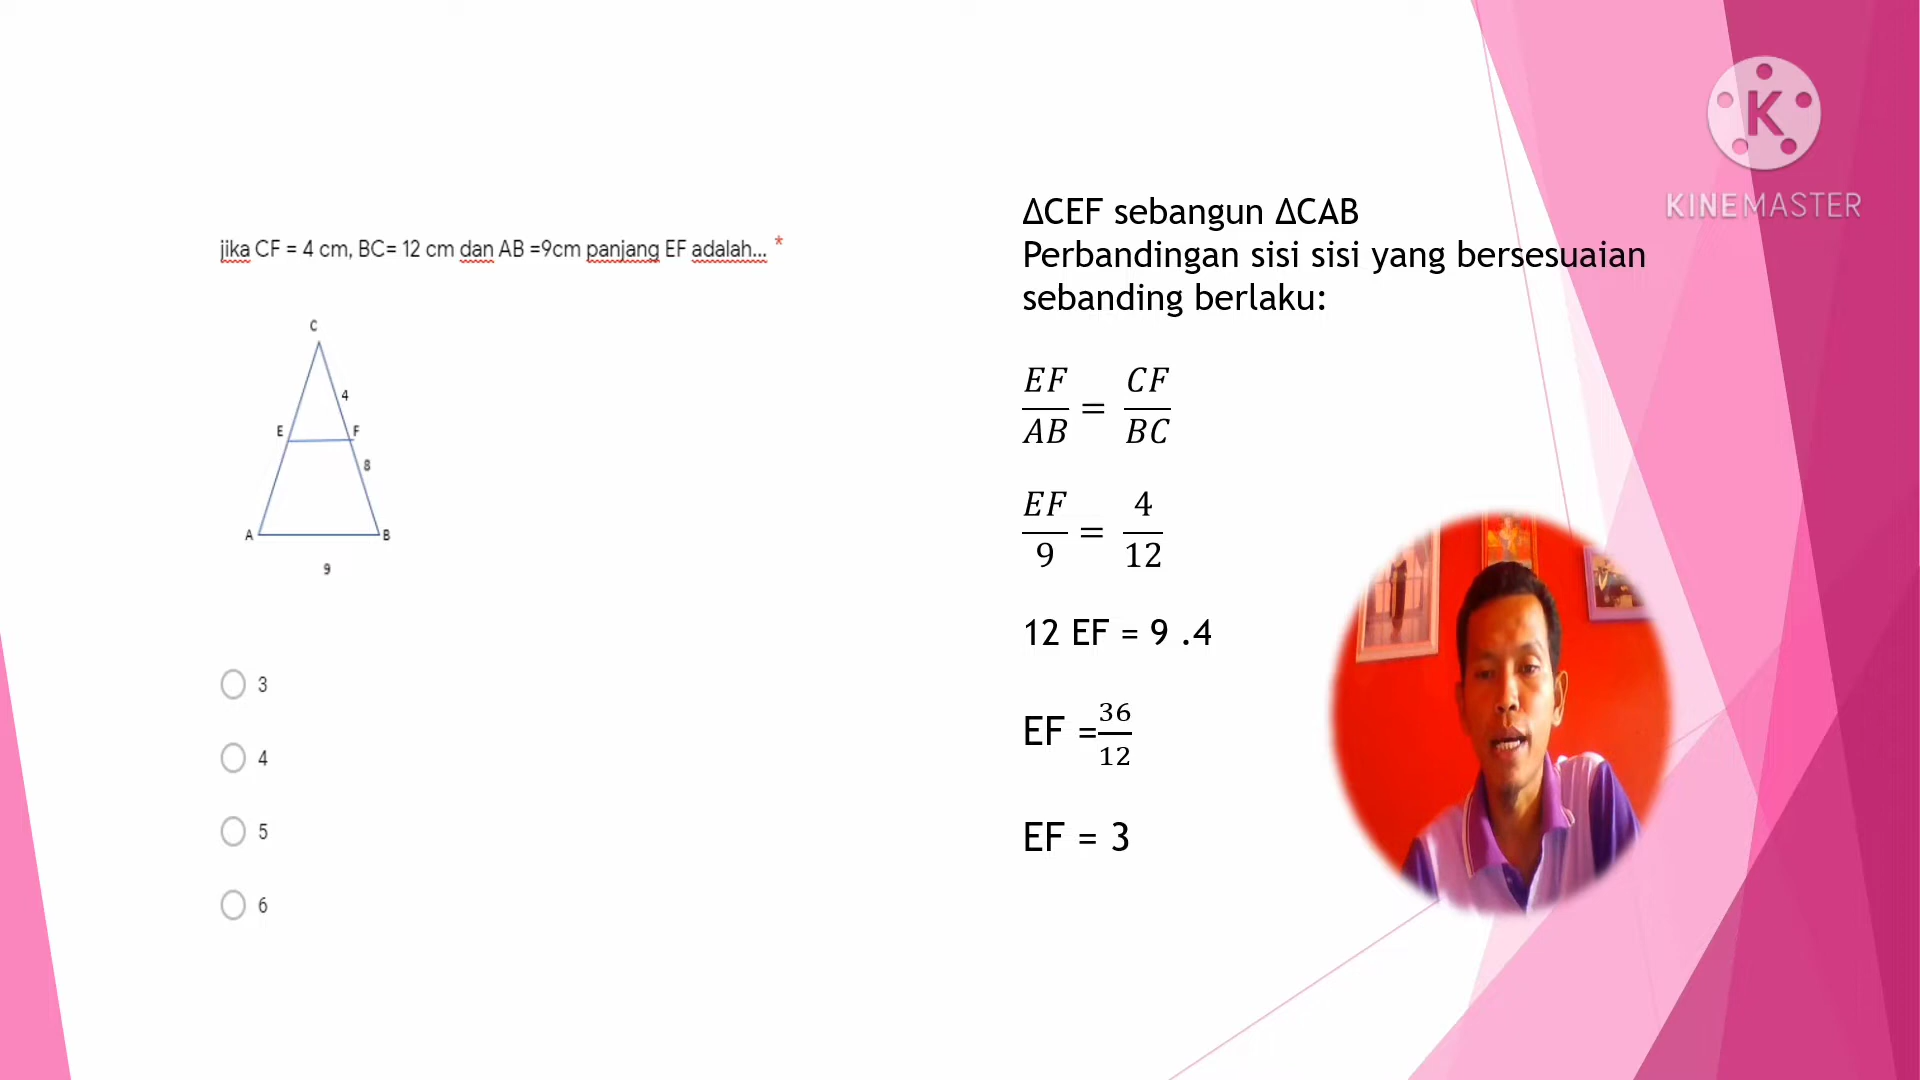 jika CF = 4 cm, BC= 12 cm dan AB =9cm panjang EF adalah... *
C
4
E
F
8
A
B
9
3
4
5
6
∆CEF sebangun ∆CAB
Perbandingan sisi sisi yang bersesuaian
sebanding berlaku:
EF/AB = CF/BC
EF/9 = 4/12
12 EF = 9 .4
EF =36/12
EF = 3
K
KINEMASTER